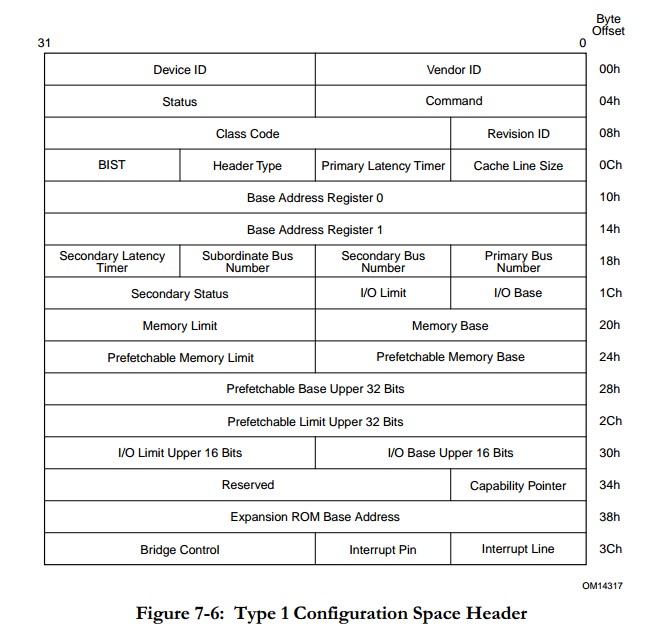 Byte
Offset
31 0
Device ID Vendor ID 00h
Status Command 04h
Class Code Revision ID 08h
BIST Header Type Primary Latency Timer Cache Line Size 0Ch
Base Address Register 0 10h
Base Address Register 1 14h
Secondary Latency Subordinate Bus Secondary Bus Primary Bus
Timer Number Number Number 18h
Secondary Status I/O Limit I/O Base 1Ch
Memory Limit Memory Base 20h
Prefetchable Memory Limit Prefetchable Memory Base 24h
Prefetchable Base Upper 32 Bits 28h
Prefetchable Limit Upper 32 Bits 2Ch
I/O Limit Upper 16 Bits I/O Base Upper 16 Bits 30h
Reserved Capability Pointer 34h
Expansion ROM Base Address 38h
Bridge Control Interrupt Pin Interrupt Line 3Ch
OM14317
Figure 7-6: Type 1 Configuration Space Header